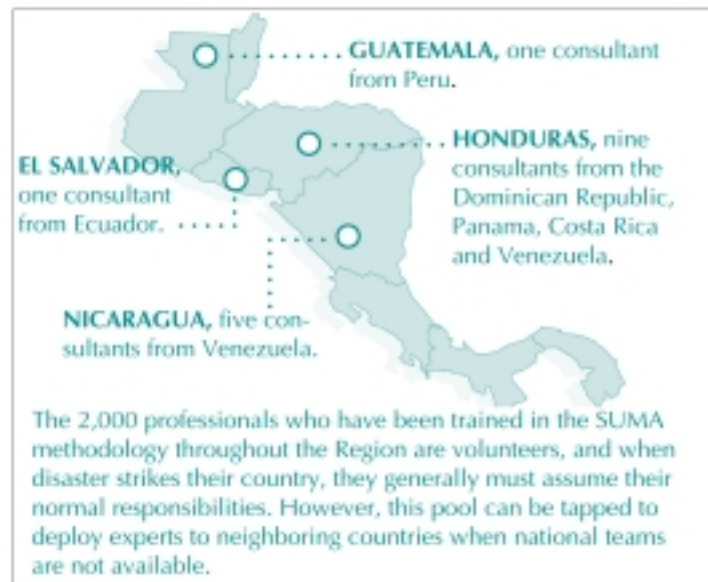 GUATEMALA, one consultant
from Peru.
HONDURAS, nine
consultants from the
Dominican Republic,
Panama, Costa Rica
and Venezuela.
EL SALVADOR,
one consultant
from Ecuador.
NICARAGUA, five con-
sultants from Venezuela.
The 2,000 professionals who have been trained in the SUMA
methodology throughout the Region are volunteers, and when
disaster strikes their country, they generally must assume their
normal responsibilities. However, this pool can be tapped to
deploy experts to neighboring countries when national teams
are not available.